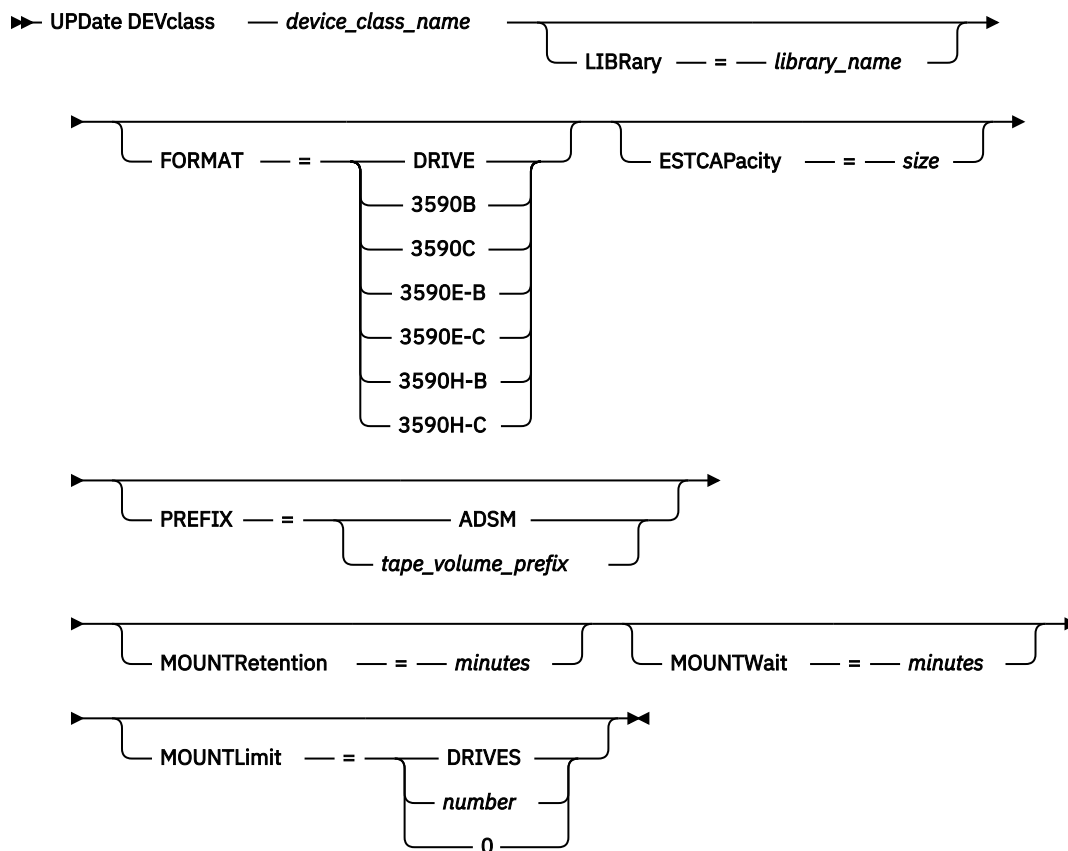 UPDate DEVclass device_class_name
LIBRary = library_name
FORMAT = DRIVE ESTCAPacity = size
3590B
3590C
3590E-B
3590E-C
3590H-B
3590H-C
PREFIX = ADSM
tape_volume_prefix
MOUNTRetention = minutes MOUNTWait = minutes
MOUNTLimit = DRIVES
number
0